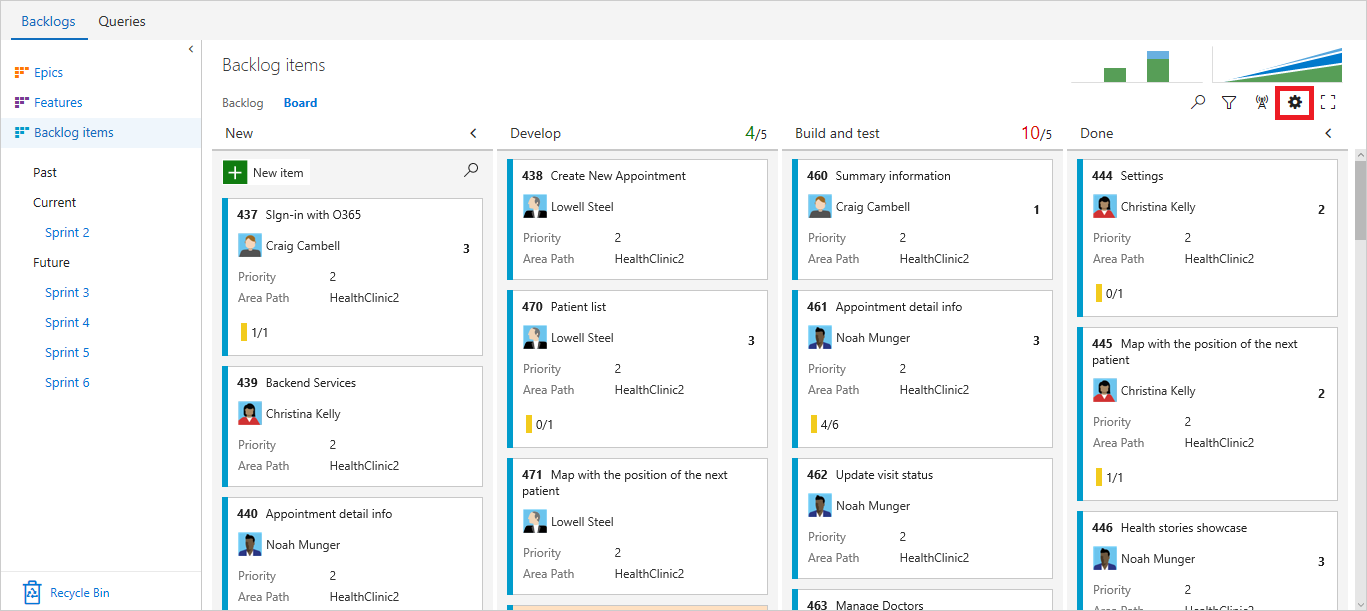 Backlogs Queries
Epics
Features
Backlog items
Past
Current
Sprint 2
Future
Sprint 3
Sprint 4
Sprint 5
Sprint 6
Recycle Bin
Backlog items
Backlog Board
New
New item
437 SIgn-in with O365
Craig Cambell
3
Priority 2
Area Path HealthClinic2
1/1
439 Backend Services
Christina Kelly
Priority 2
Area Path HealthClinic2
440 Appointment detail info
Noah Munger
Priority 2
Area Path HealthClinic2
Develop 4/5
438 Create New Appointment
Lowell Steel
Priority 2
Area Path HealthClinic2
470 Patient list
Lowell Steel
3
Priority 2
Area Path HealthClinic2
0/1
471 Map with the position of the next
patient
Lowell Steel
Priority 2
Area Path HealthClinic2
Build and test 10/5
460 Summary information
Craig Cambell
1
Priority 2
Area Path HealthClinic2
461 Appointment detail info
Noah Munger
3
Priority 2
Area Path HealthClinic2
4/6
462 Update visit status
Noah Munger
Priority 2
Area Path HealthClinic2
463 Manage Doctors
Done
444 Settings
Christina Kelly
2
Priority 2
Area Path HealthClinic2
0/1
445 Map with the position of the next
patient
Christina Kelly
2
Priority 2
Area Path HealthClinic2
1/1
446 Health stories showcase
Noah Munger
3
Priority 2
Area Path HealthClinic2